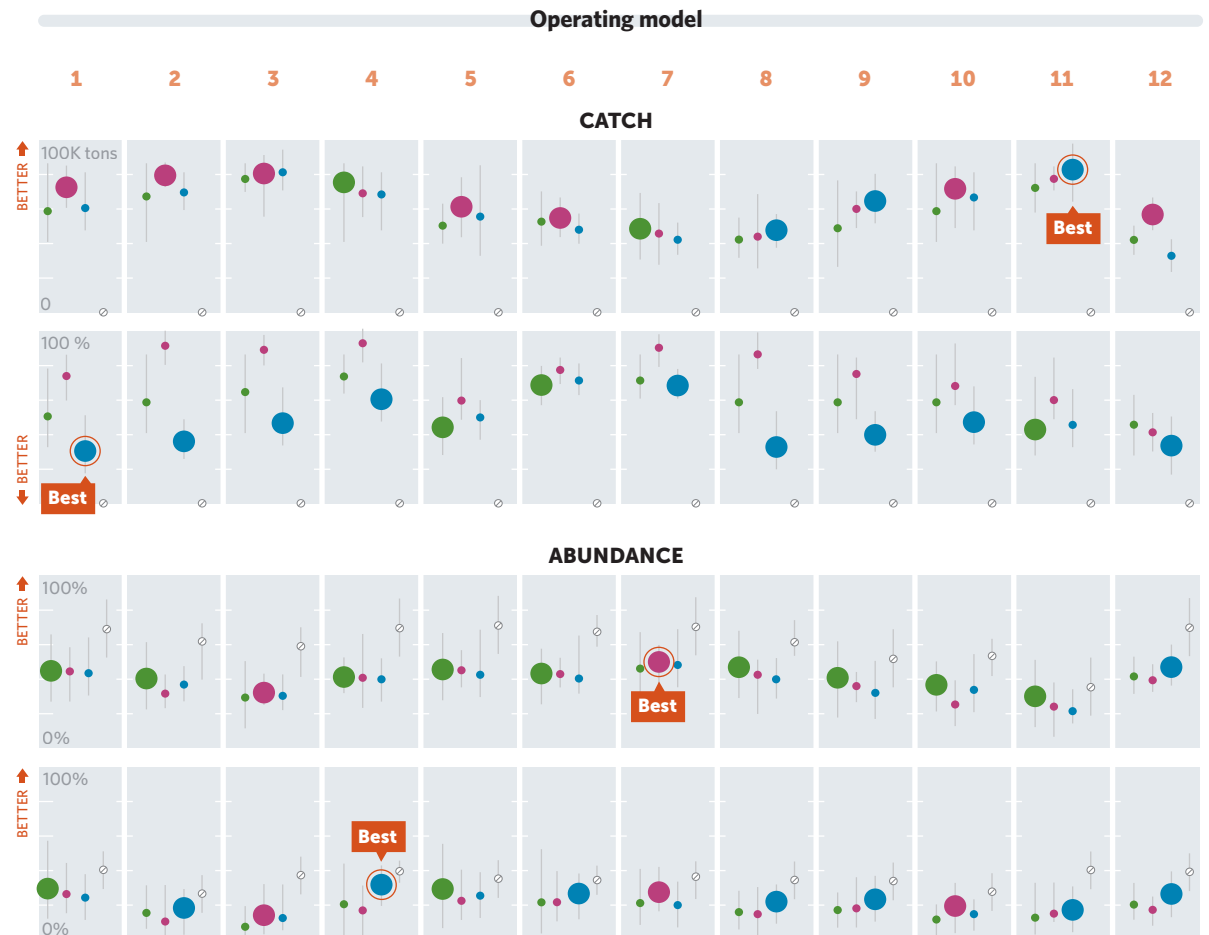 Operating model
1 2 3 4 5 6 7 8 9 10 11 12
CATCH
BETTER
100K tons
0
Best
BETTER
100 %
Best
ABUNDANCE
BETTER
100%
0%
Best
BETTER
100%
0%
Best